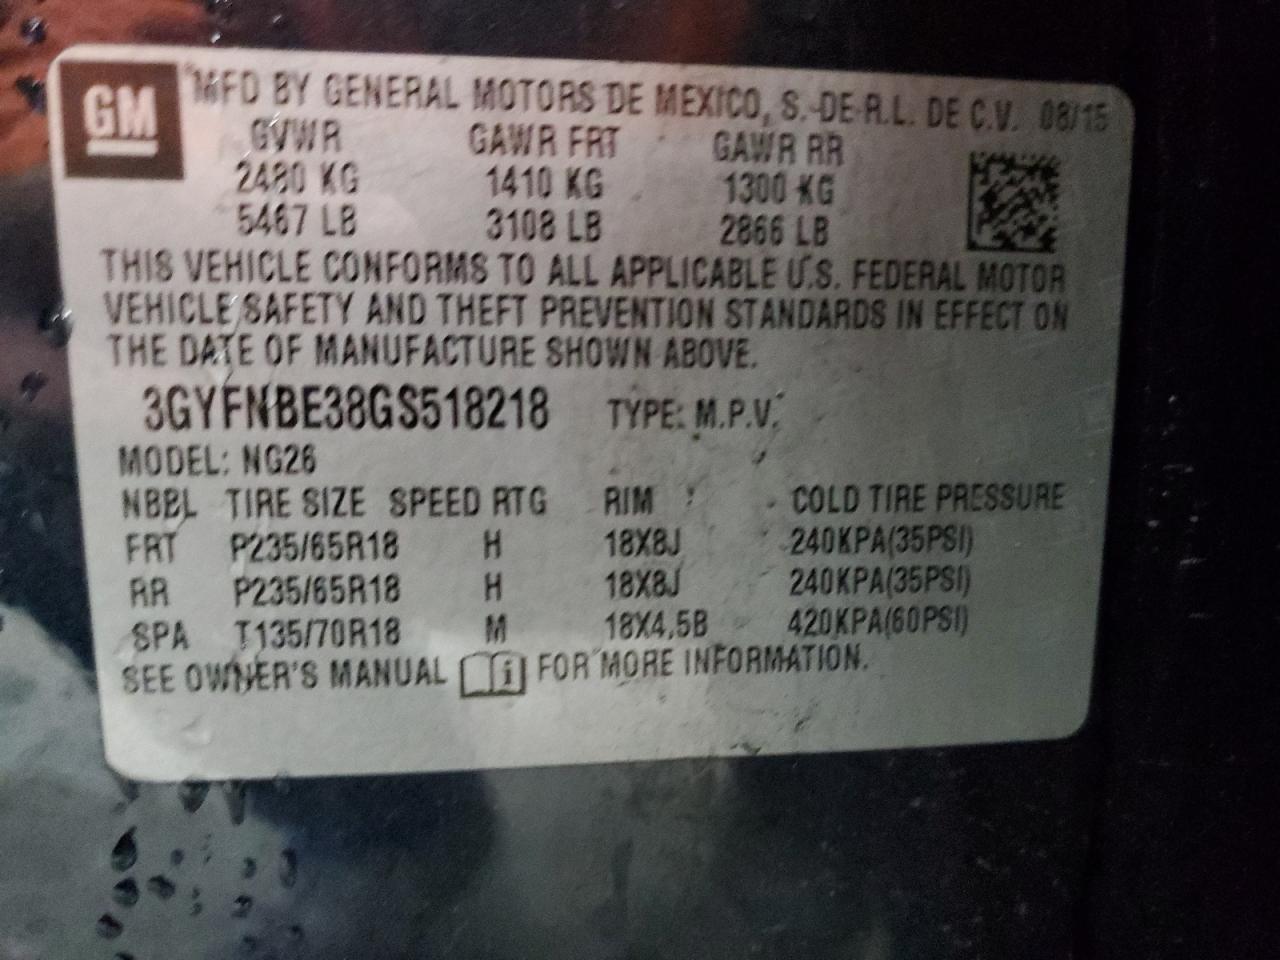 GM
MFD BY GENERAL MOTORS DE MEXICO, S. DE R.L. DE C.V. 08/15
GVWR GAWR FRT GAWR RR
2480 KG 1410 KG 1300 KG
5467 LB 3108 LB 2866 LB
THIS VEHICLE CONFORMS TO ALL APPLICABLE U.S. FEDERAL MOTOR
VEHICLE SAFETY AND THEFT PREVENTION STANDARDS IN EFFECT ON
THE DATE OF MANUFACTURE SHOWN ABOVE.
3GYFNBE38GS518218 TYPE: M.P.V.
MODEL: NG26
NBBL TIRE SIZE SPEED RTG RIM COLD TIRE PRESSURE
FRT P235/65R18 H 18X8J 240KPA(35PSI)
RR P235/65R18 H 18X8J 240KPA(35PSI)
SPA T135/70R18 M 18X4,5B 420KPA(60PSI)
SEE OWNER'S MANUAL i FOR MORE INFORMATION.